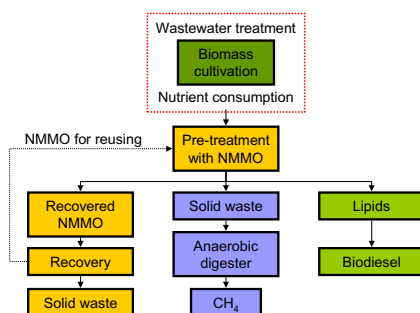 Wastewater treatment
Biomass
cultivation
Nutrient consumption
NMMO for reusing
Pre-treatment
with NMMO
Recovered
NMMO
Solid waste
Lipids
Recovery
Anaerobic
digester
Biodiesel
Solid waste
CH₄